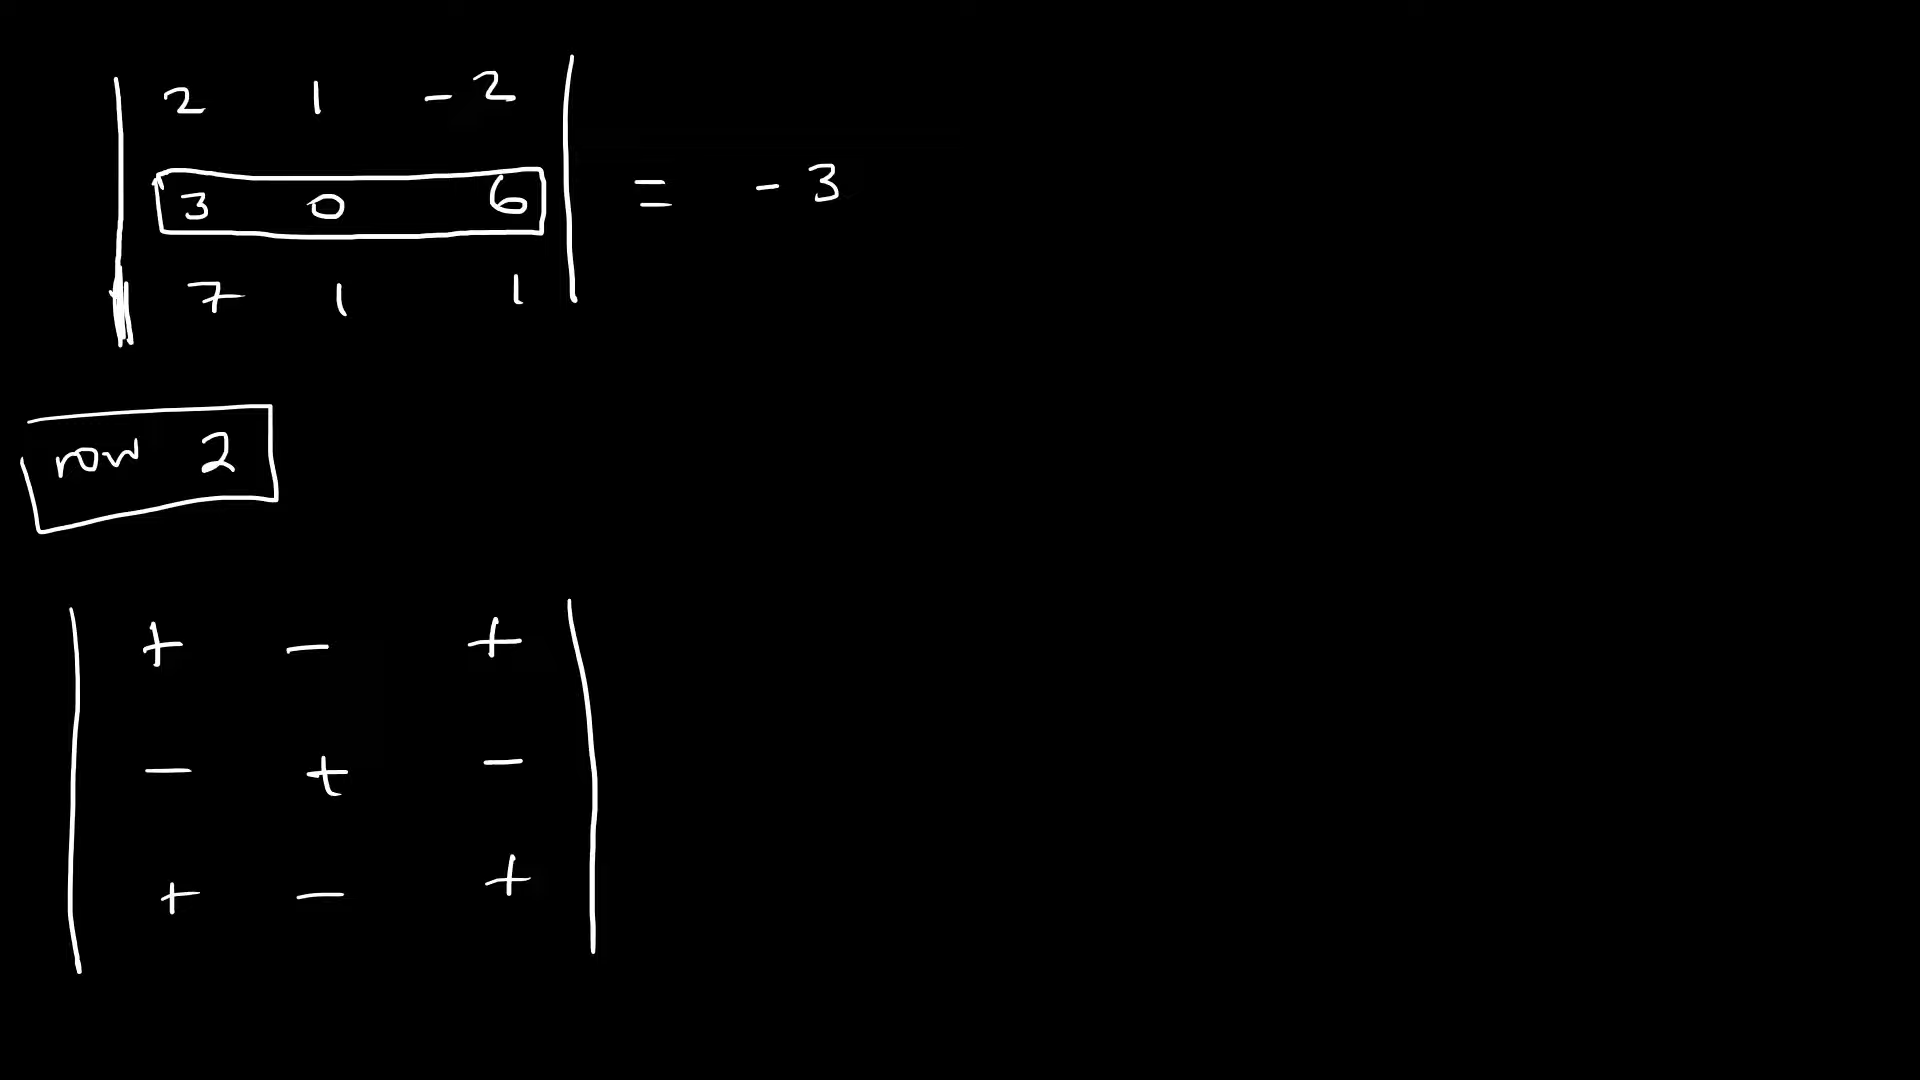 | 2 1 -2 |
| 3 0 6 | = - 3
| 7 1 1 |
row 2
| + - + |
| - + - |
| + - + |